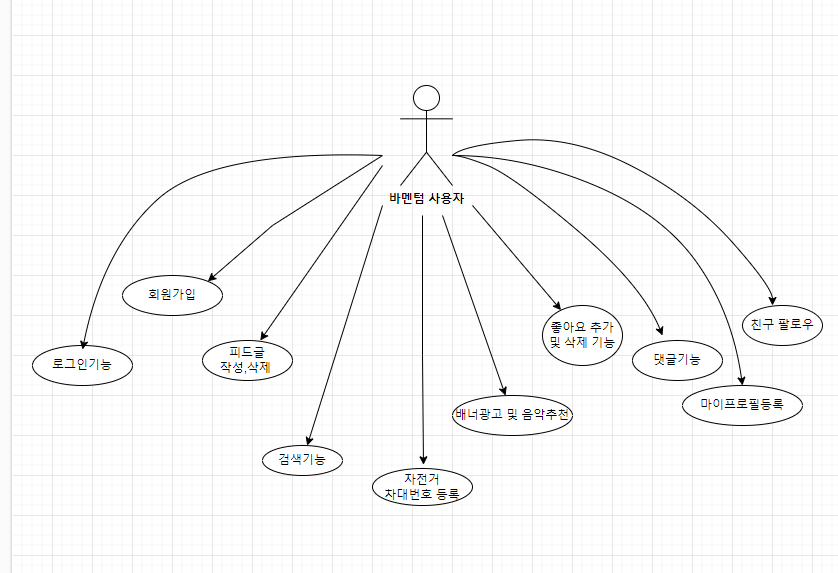 바멘텀 사용자
회원가입
로그인기능
피드글
작성,삭제
검색기능
자전거
차대번호 등록
배너광고 및 음악추천
좋아요 추가
및 삭제 기능
댓글기능
마이프로필등록
친구 팔로우